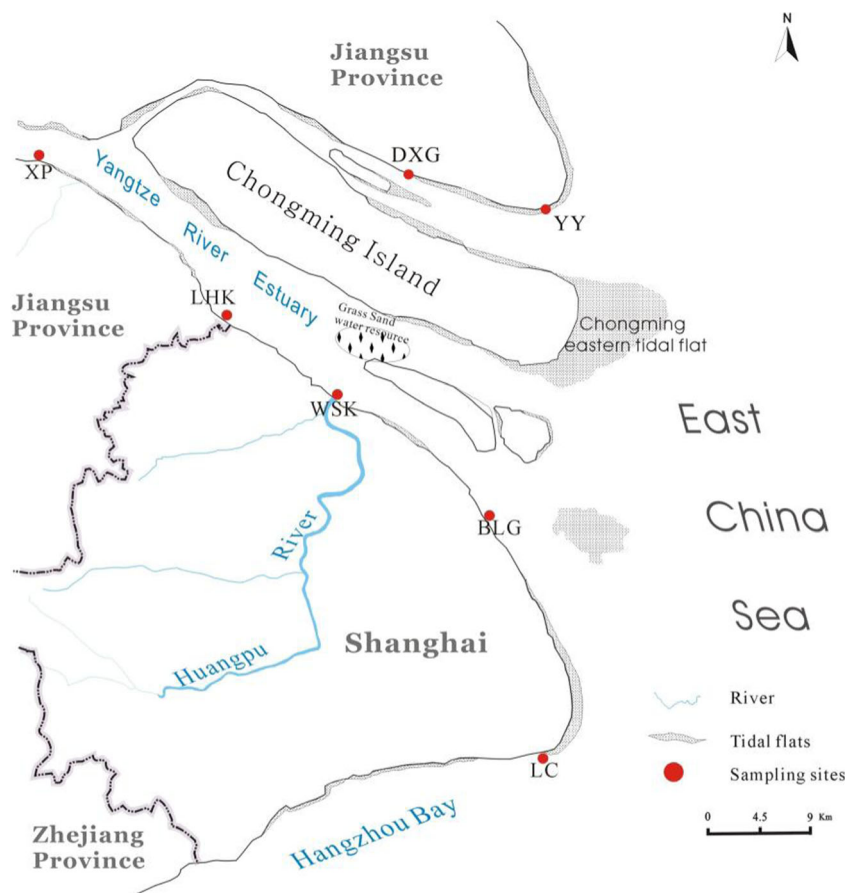 N
Jiangsu
Province
DXG
XP
Yangtze
River
Estuary
Chongming Island
YY
LHK
Jiangsu
Province
Grass Sand
water resource
Chongming
eastern tidal flat
WSK
East
China
Sea
BLG
River
Huangpu
Shanghai
River
Tidal flats
Sampling sites
LC
0 4.5 9 Km
Hangzhou Bay
Zhejiang
Province